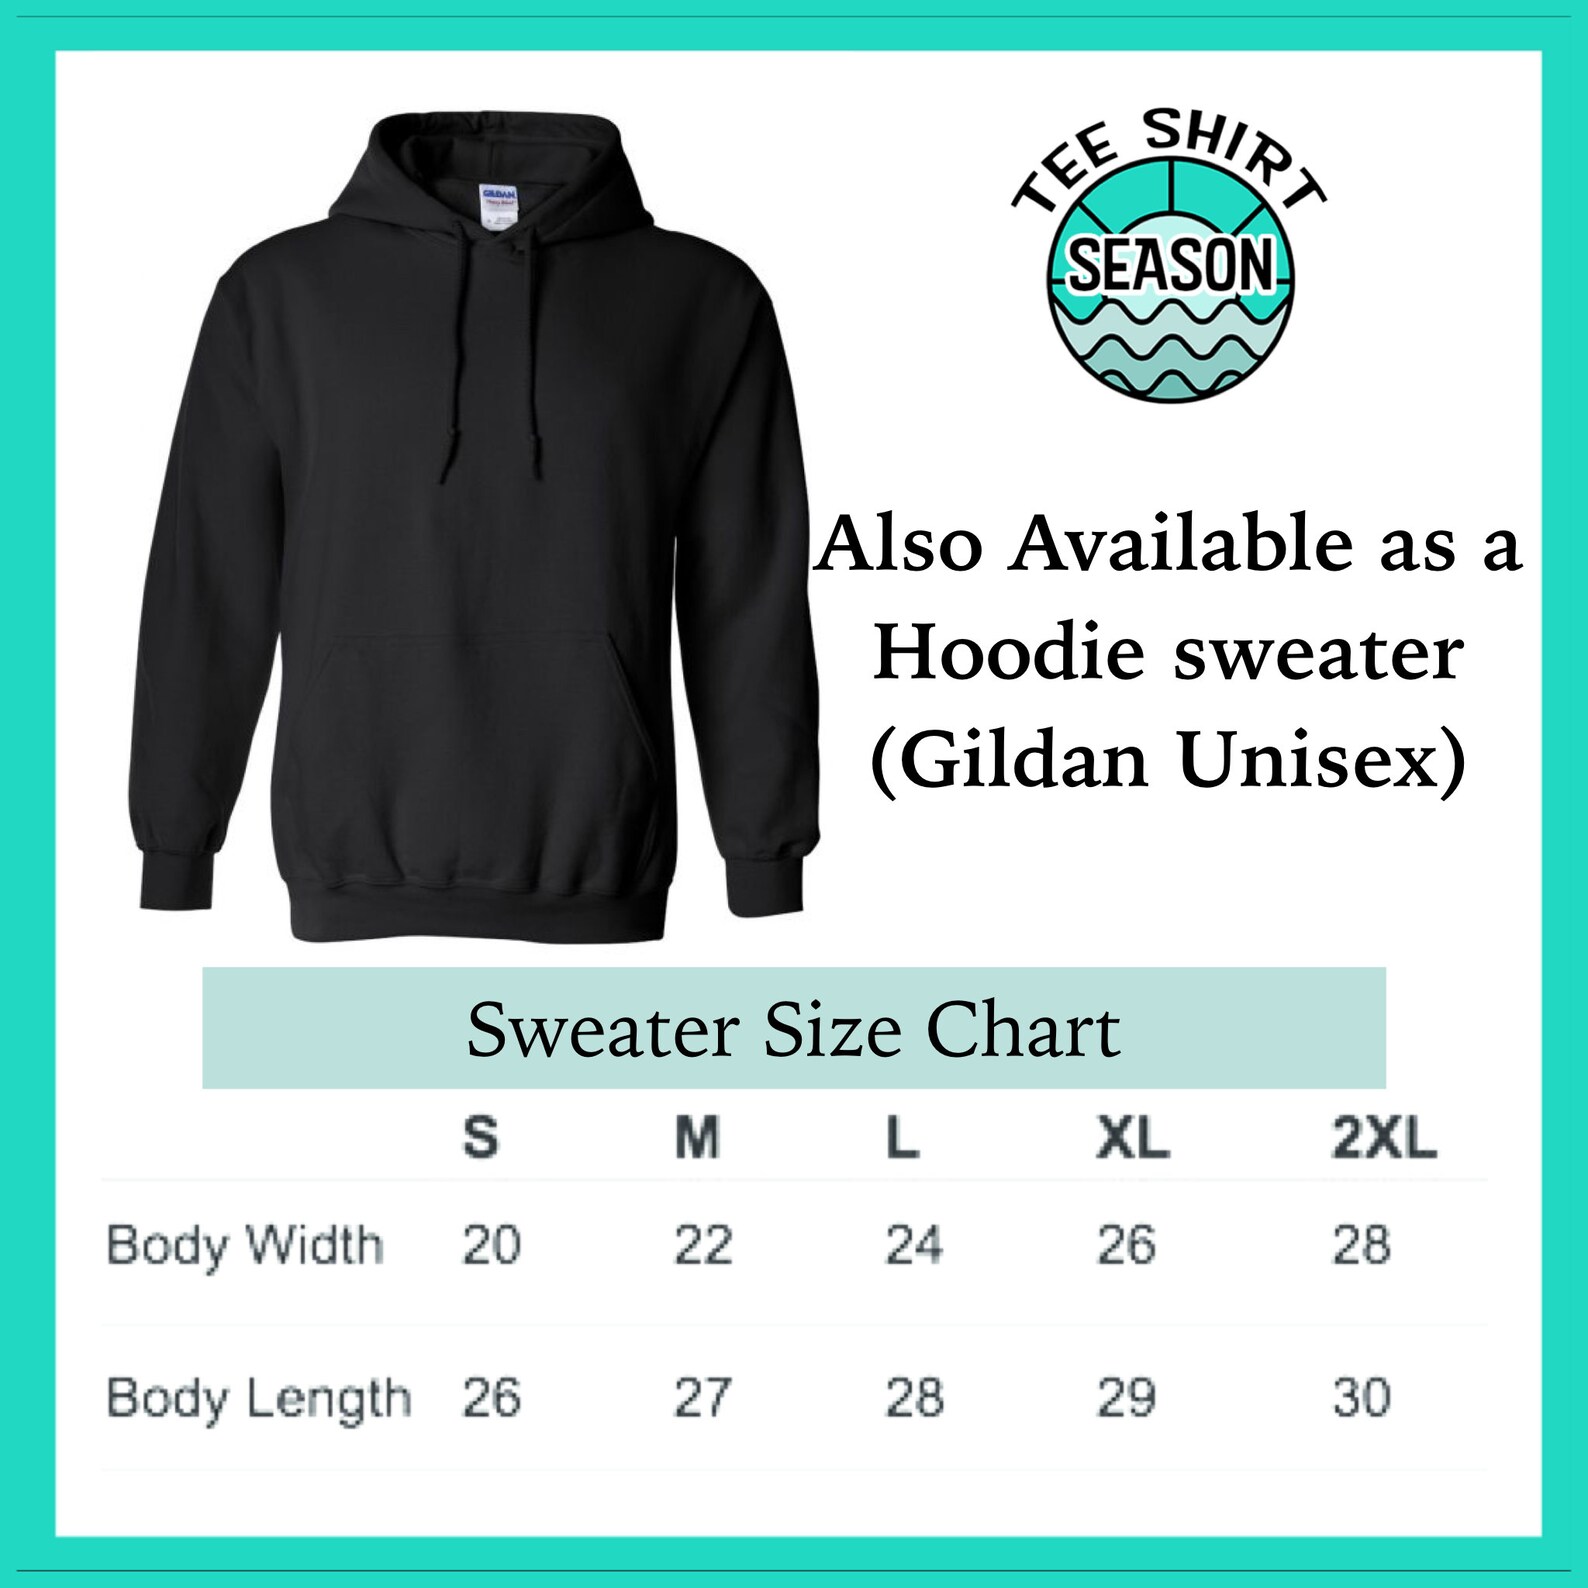 TEE SHIRT
SEASON
GILDAN
Also Available as a
Hoodie sweater
(Gildan Unisex)
Sweater Size Chart
S M L XL 2XL
Body Width 20 22 24 26 28
Body Length 26 27 28 29 30